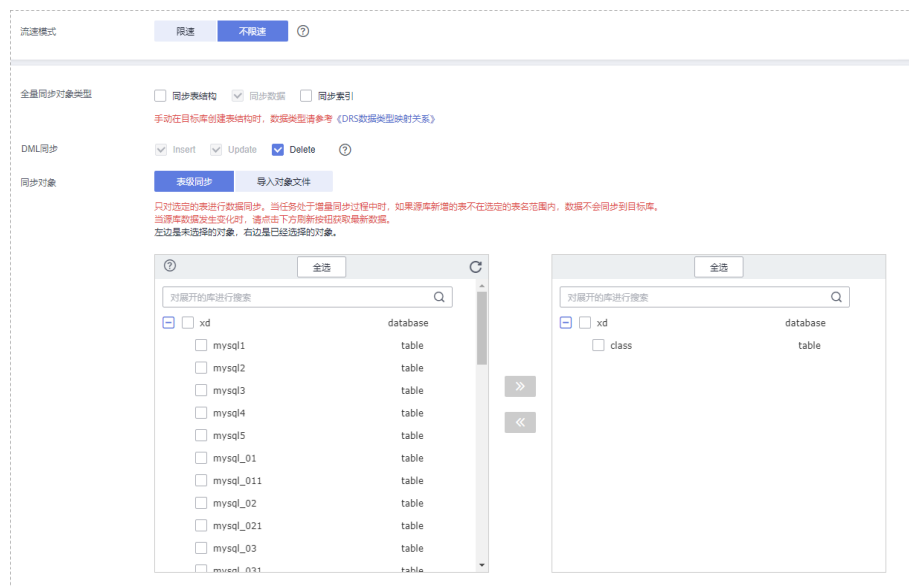 流速模式 限速 不限速
全量同步对象类型 同步表结构 同步数据 同步索引
手动在目标库创建表结构时，数据类型请参考《DRS数据类型映射关系》
DML同步 Insert Update Delete
同步对象 表级同步 导入对象文件
只对选定的表进行数据同步。当任务处于增量同步过程中时，如果源库新增的表不在选定的表名范围内，数据不会同步到目标库。
当源库数据发生变化时，请点击下方刷新按钮获取最新数据。
左边是未选择的对象，右边是已经选择的对象。
全选
对展开的库进行搜索
xd database
mysql1 table
mysql2 table
mysql3 table
mysql4 table
mysql5 table
mysql_01 table
mysql_011 table
mysql_02 table
mysql_021 table
mysql_03 table
mysql_031 table
全选
对展开的库进行搜索
xd database
class table